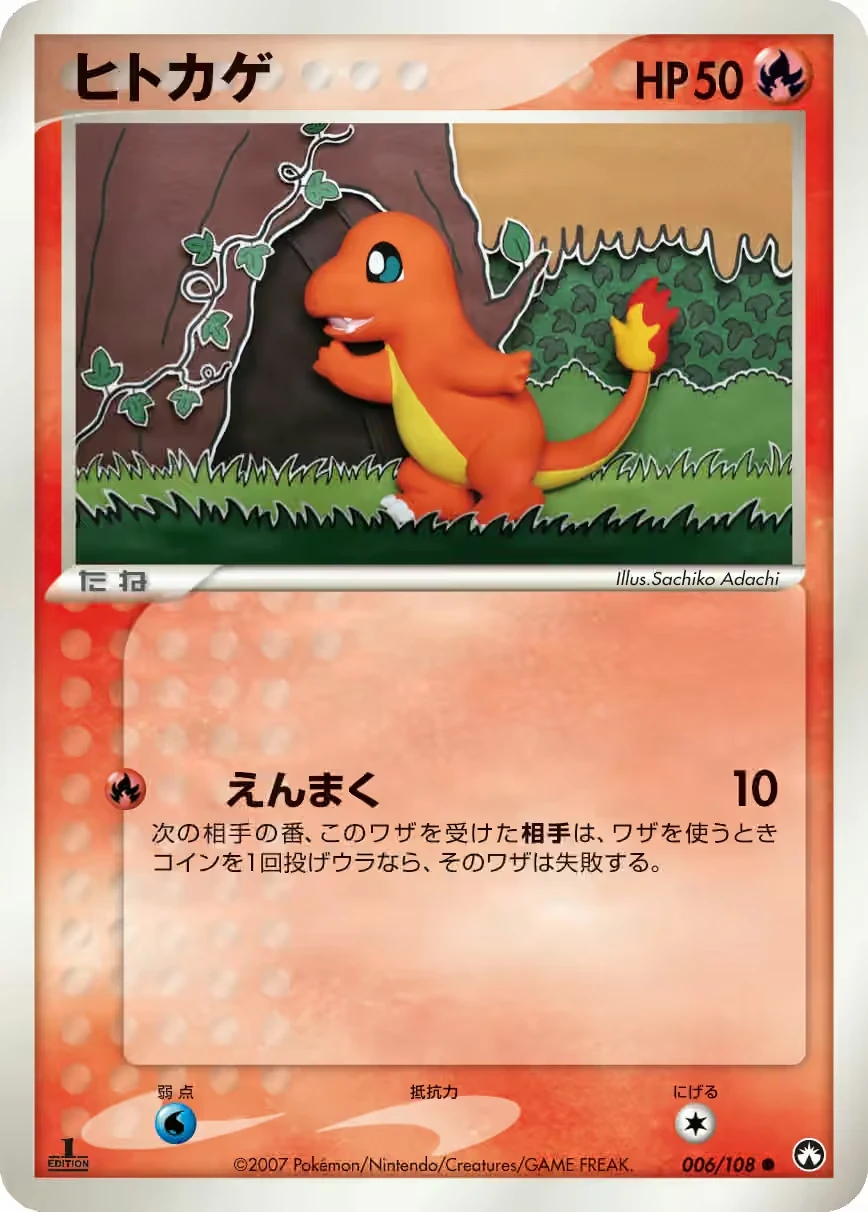 ヒトカゲ HP50
たね Illus.Sachiko Adachi
えんまく 10
次の相手の番、このワザを受けた相手は、ワザを使うとき
コインを1回投げウラなら、そのワザは失敗する。
弱点 抵抗力 にげる
1
EDITION
©2007 Pokémon/Nintendo/Creatures/GAME FREAK. 006/108 ●